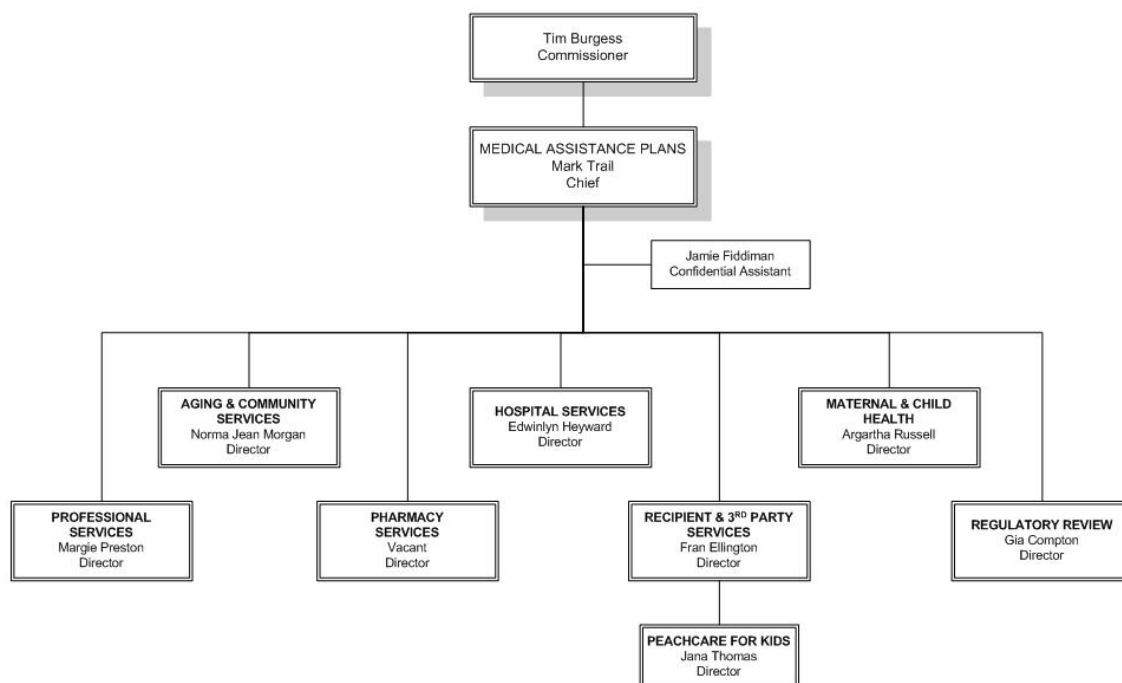 Tim Burgess
Commissioner
MEDICAL ASSISTANCE PLANS
Mark Trail
Chief
Jamie Fiddiman
Confidential Assistant
AGING & COMMUNITY
SERVICES
Norma Jean Morgan
Director
HOSPITAL SERVICES
Edwinlyn Heyward
Director
MATERNAL & CHILD
HEALTH
Argartha Russell
Director
PROFESSIONAL
SERVICES
Margie Preston
Director
PHARMACY
SERVICES
Vacant
Director
RECIPIENT & 3RD PARTY
SERVICES
Fran Ellington
Director
REGULATORY REVIEW
Gia Compton
Director
PEACHCARE FOR KIDS
Jana Thomas
Director